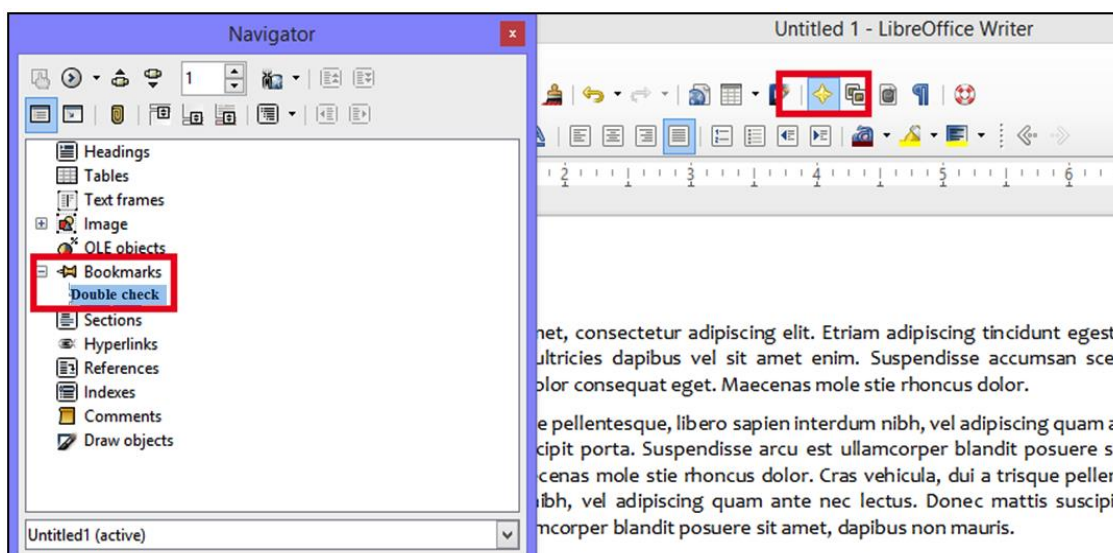 Navigator
x
1
Headings
Tables
Text frames
Image
OLE objects
Bookmarks
Double check
Sections
Hyperlinks
References
Indexes
Comments
Draw objects
Untitled1 (active)
Untitled 1 - LibreOffice Writer
2 3 4 5 6
net, consectetur adipiscing elit. Etriam adipiscing tincidunt egest
ultricies dapibus vel sit amet enim. Suspendisse accumsan sce
olor consequat eget. Maecenas mole stie rhoncus dolor.
e pellentesque, libero sapien interdum nibh, vel adipiscing quam a
cipit porta. Suspendisse arcu est ullamcorper blandit posuere s
cenas mole stie rhoncus dolor. Cras vehicula, dui a trisque peller
ibh, vel adipiscing quam ante nec lectus. Donec mattis suscipi
mcorper blandit posuere sit amet, dapibus non mauris.